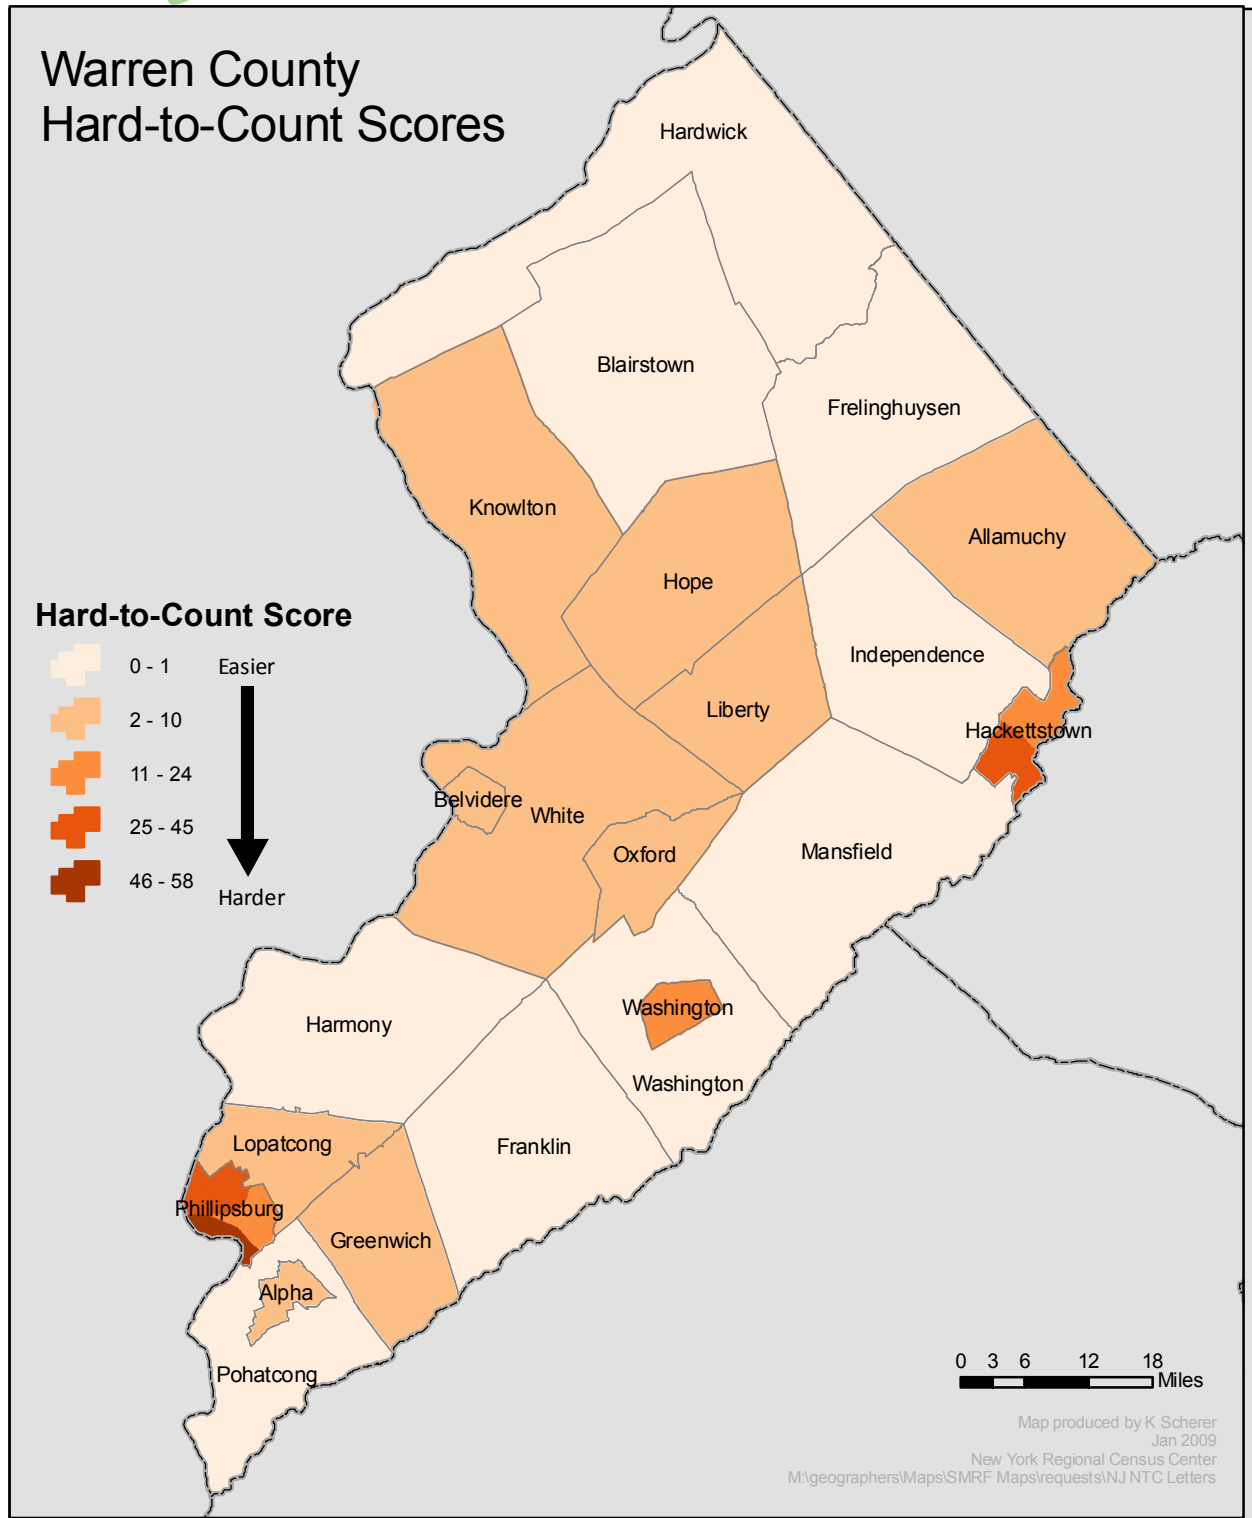 Warren County
Hard-to-Count Scores
Hardwick
Blairstown
Frelinghuysen
Knowlton
Allamuchy
Hope
Hard-to-Count Score
0 - 1
Easier
2 - 10
11 - 24
25 - 45
46 - 58
Harder
Independence
Liberty
Hackettstown
Belvidere
White
Oxford
Mansfield
Washington
Harmony
Washington
Lopatcong
Franklin
Phillipsburg
Greenwich
Alpha
Pohatcong
0 3 6 12 18
Miles
Map produced by K Scherer
Jan 2009
New York Regional Census Center
M:\geographers\Maps\SMRF Maps\requests\NJ NTC Letters